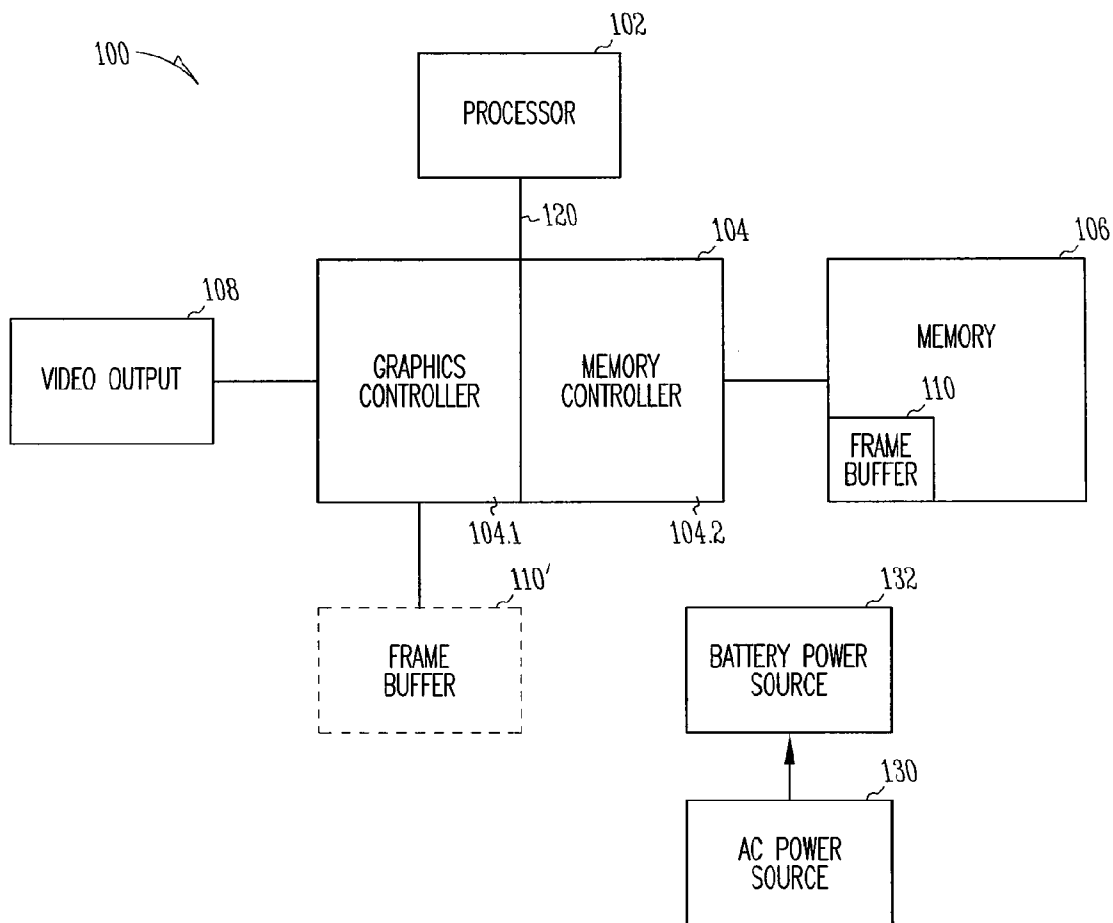 100
102
PROCESSOR
120
104
106
108
VIDEO OUTPUT
GRAPHICS
CONTROLLER
MEMORY
CONTROLLER
MEMORY
110
FRAME
BUFFER
104.1
104.2
110'
FRAME
BUFFER
132
BATTERY POWER
SOURCE
130
AC POWER
SOURCE